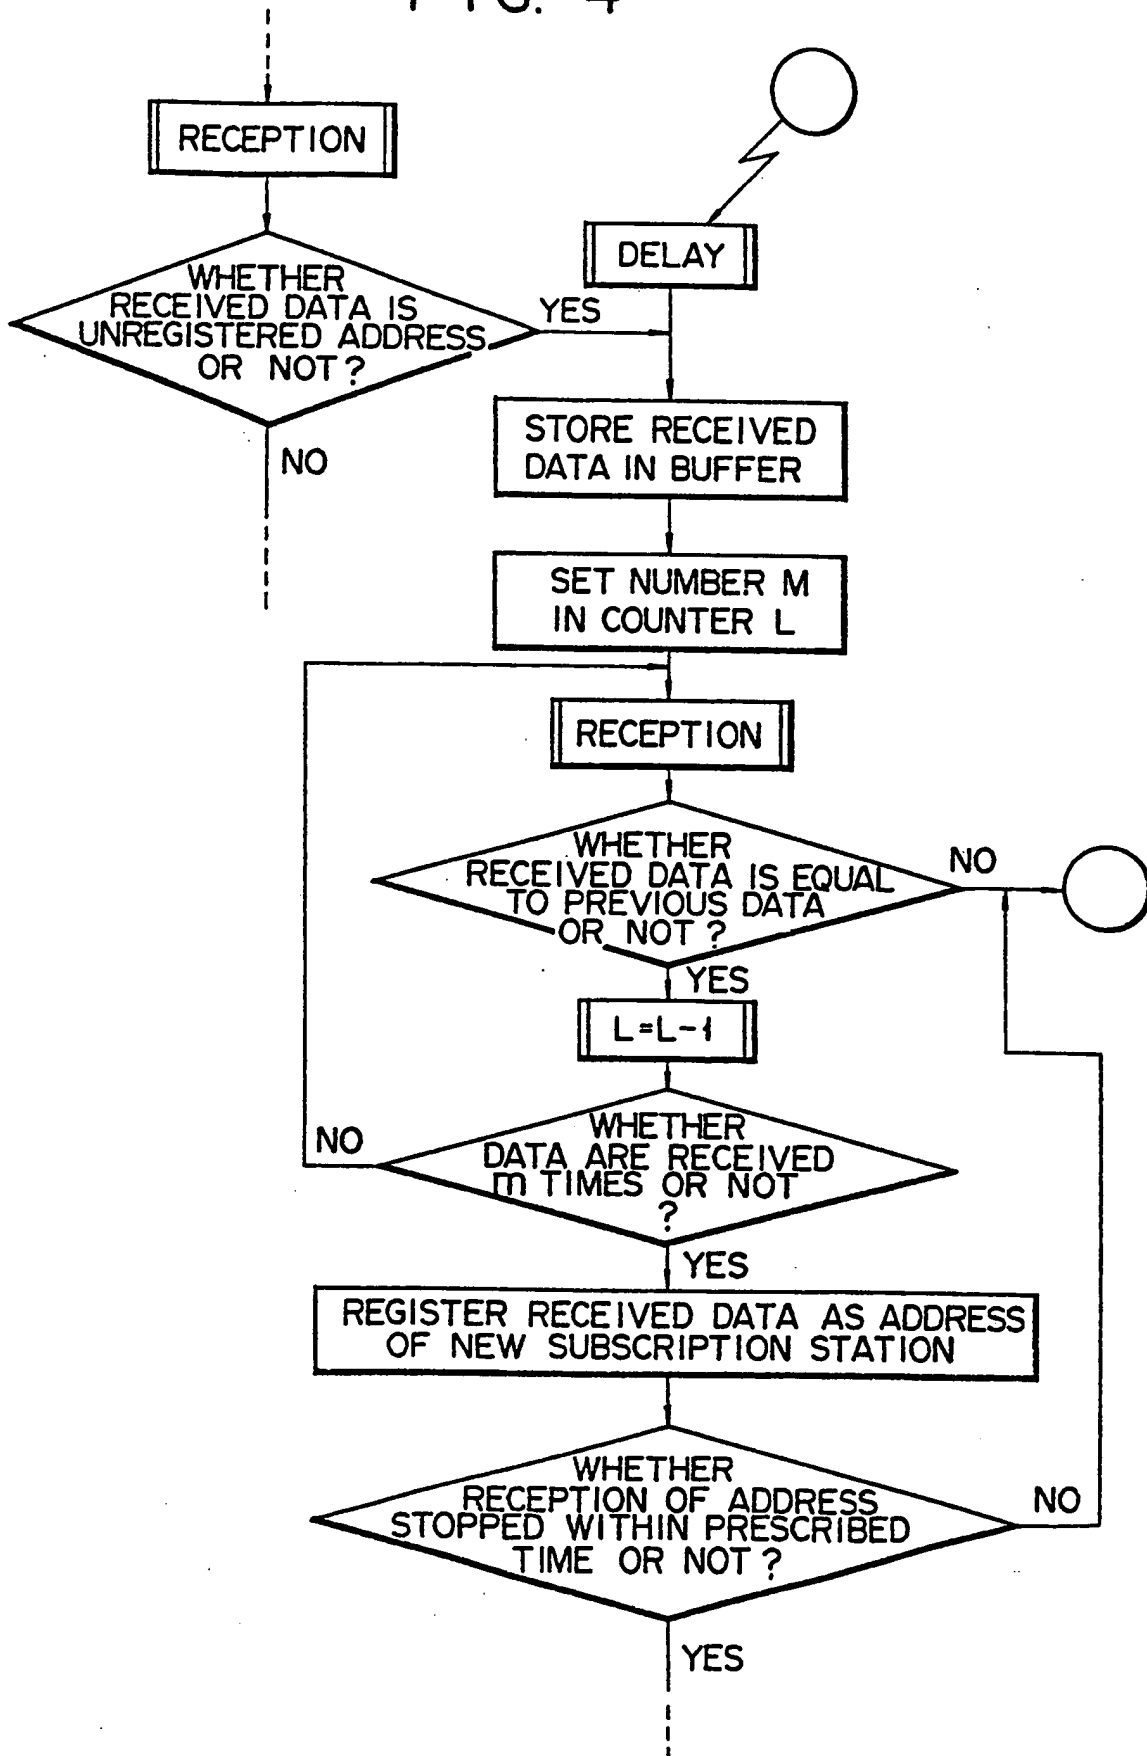 FIG. 4
RECEPTION
WHETHER
RECEIVED DATA IS
UNREGISTERED ADDRESS
OR NOT?
YES
NO
DELAY
STORE RECEIVED
DATA IN BUFFER
SET NUMBER M
IN COUNTER L
RECEPTION
WHETHER
RECEIVED DATA IS EQUAL
TO PREVIOUS DATA
OR NOT?
NO
YES
L=L-1
WHETHER
DATA ARE RECEIVED
m TIMES OR NOT
?
NO
YES
REGISTER RECEIVED DATA AS ADDRESS
OF NEW SUBSCRIPTION STATION
WHETHER
RECEPTION OF ADDRESS
STOPPED WITHIN PRESCRIBED
TIME OR NOT?
NO
YES